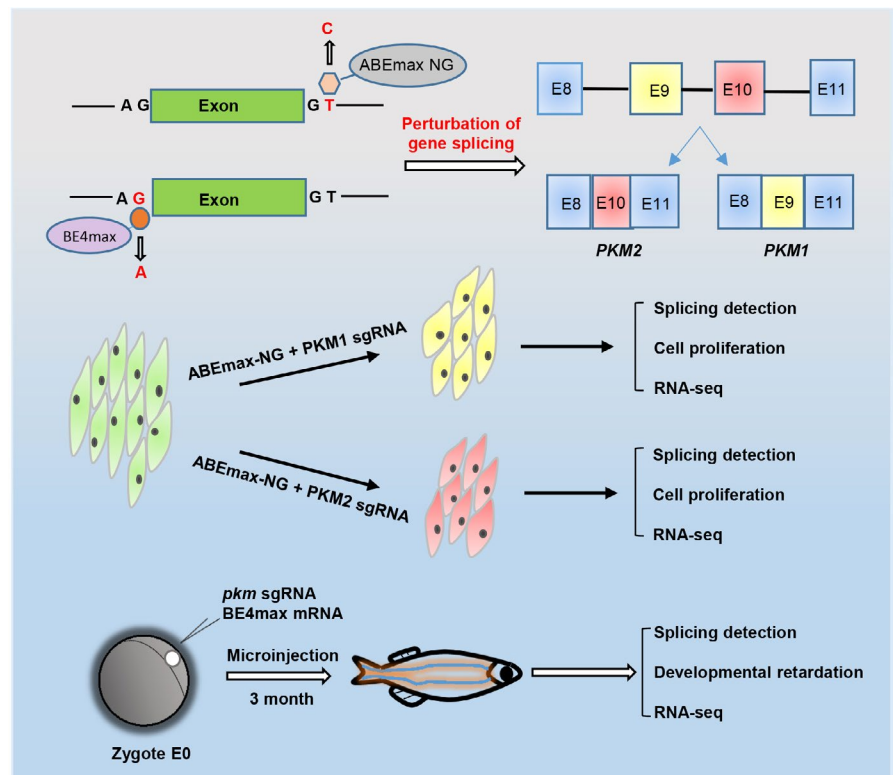 C
ABEmax NG
A G
Exon
G T
Perturbation of
gene splicing
A G
Exon
G T
BE4max
A
E8
E9
E10
E11
E8
E10
E11
PKM2
E8
E9
E11
PKM1
ABEmax-NG + PKM1 sgRNA
Splicing detection
Cell proliferation
RNA-seq
ABEmax-NG + PKM2 sgRNA
Splicing detection
Cell proliferation
RNA-seq
pkm sgRNA
BE4max mRNA
Microinjection
3 month
Zygote E0
Splicing detection
Developmental retardation
RNA-seq